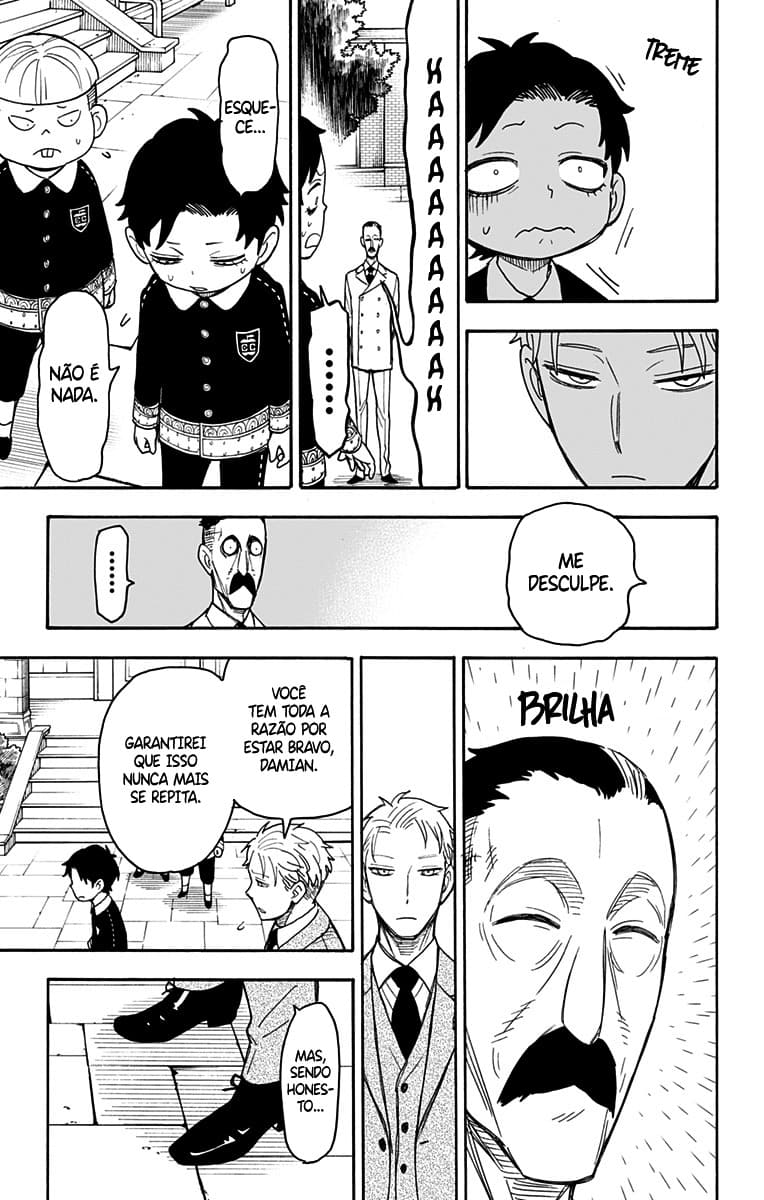 TREME
HAAAAAAAAAAH
......
ESQUE-
CE...
NÃO É
NADA.
ME
DESCULPE.
......
BRILHA
VOCÊ
TEM TODA A
RAZÃO POR
ESTAR BRAVO,
DAMIAN.
GARANTIREI
QUE ISSO
NUNCA MAIS
SE REPITA.
MAS,
SENDO
HONES-
TO...